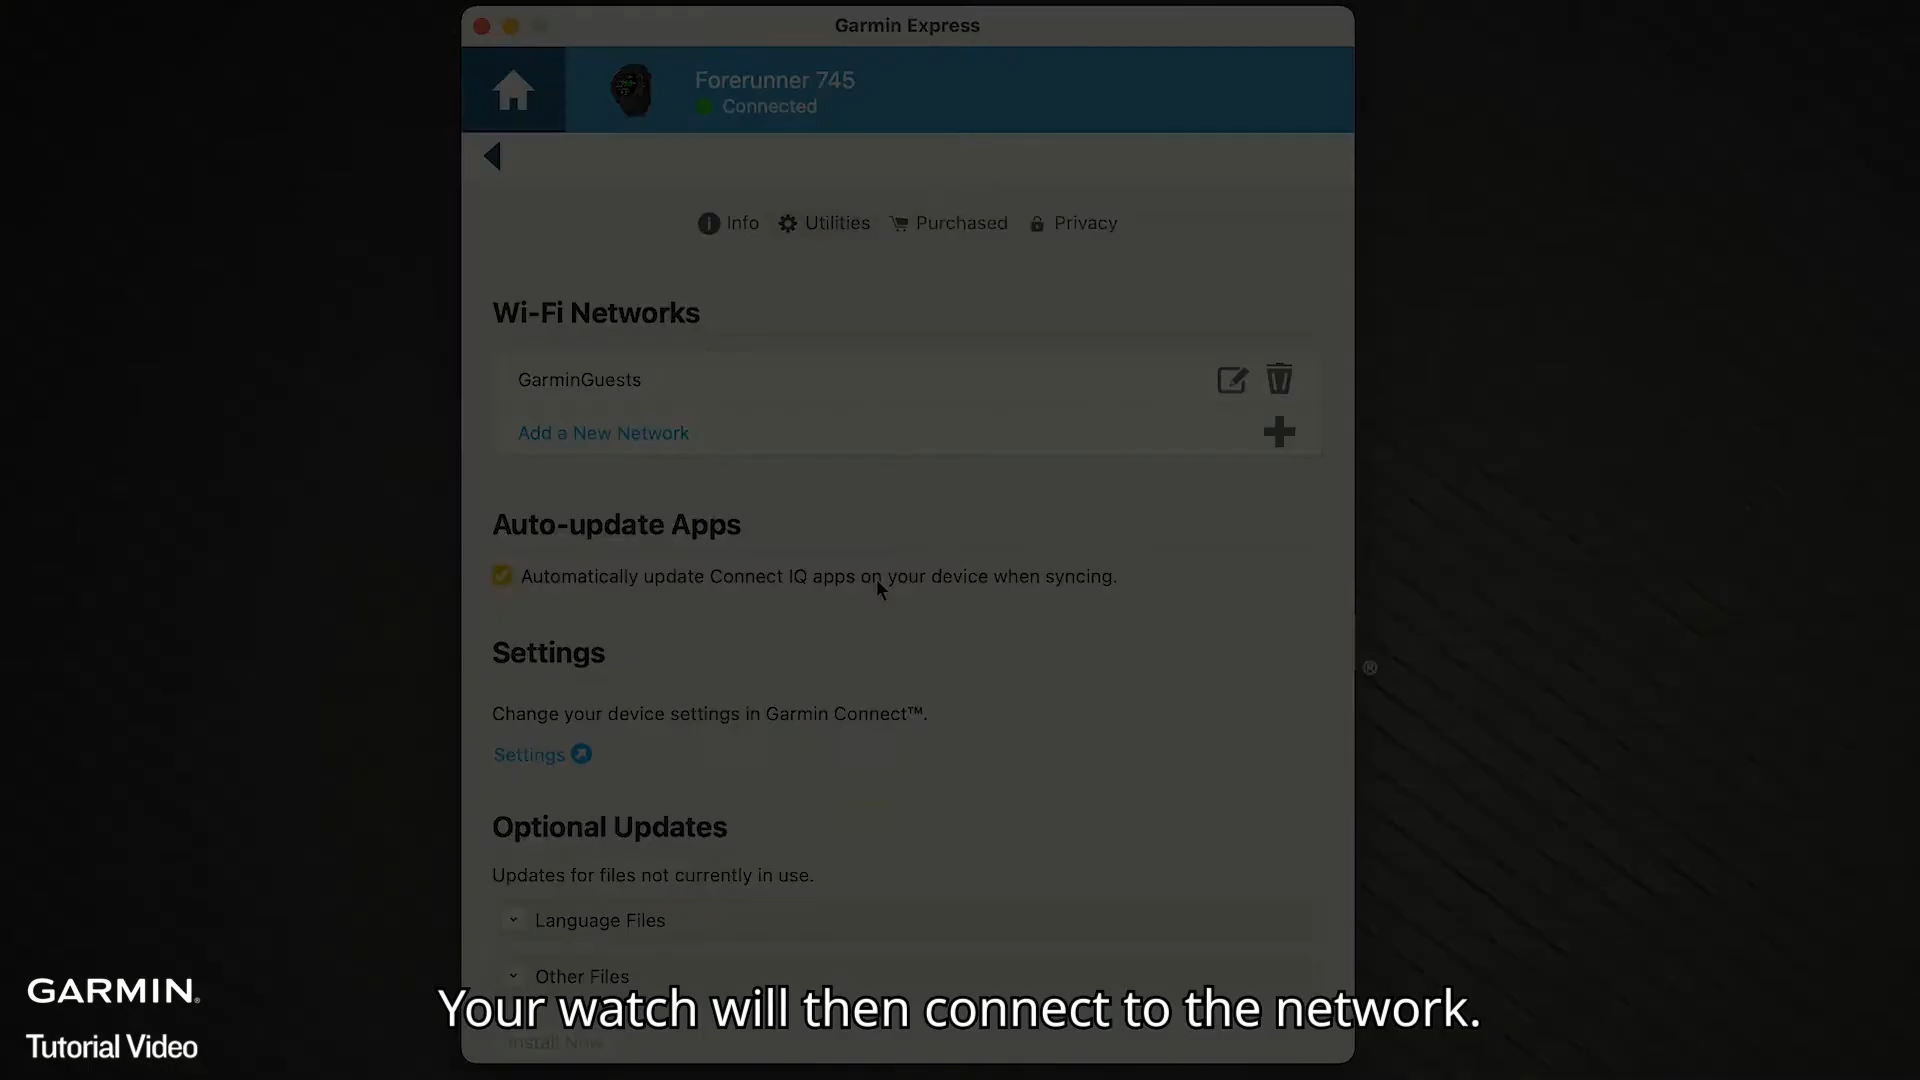 Garmin Express
Forerunner 745
Connected
Info Utilities Purchased Privacy
Wi-Fi Networks
GarminGuests
Add a New Network
Auto-update Apps
Automatically update Connect IQ apps on your device when syncing.
Settings
Change your device settings in Garmin Connect™.
Settings
Optional Updates
Updates for files not currently in use.
Language Files
Other Files
Install Now
®
GARMIN®
Tutorial Video
Your watch will then connect to the network.